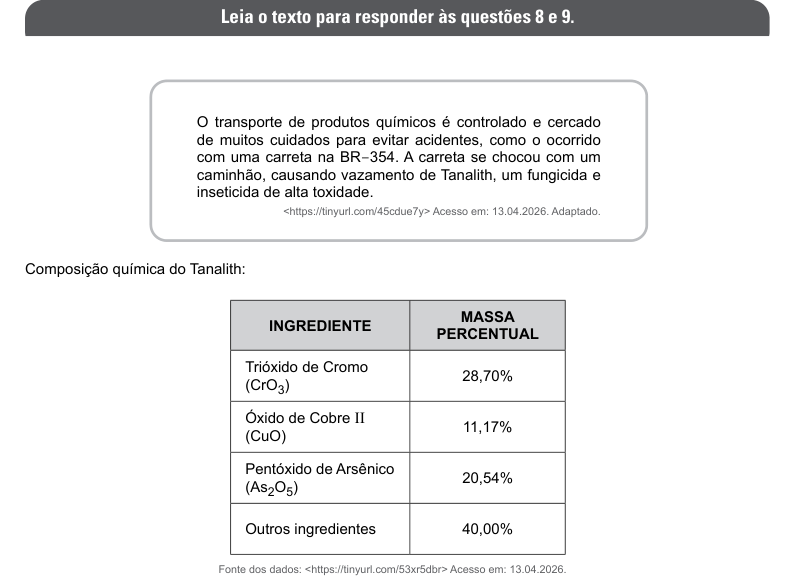 Leia o texto para responder às questões 8 e 9.
O transporte de produtos químicos é controlado e cercado
de muitos cuidados para evitar acidentes, como o ocorrido
com uma carreta na BR–354. A carreta se chocou com um
caminhão, causando vazamento de Tanalith, um fungicida e
inseticida de alta toxidade.
<https://tinyurl.com/45cdue7y> Acesso em: 13.04.2026. Adaptado.
Composição química do Tanalith:
INGREDIENTE
MASSA
PERCENTUAL
Trióxido de Cromo
(CrO3)
28,70%
Óxido de Cobre II
(CuO)
11,17%
Pentóxido de Arsênico
(As2O5)
20,54%
Outros ingredientes
40,00%
Fonte dos dados: <https://tinyurl.com/53xr5dbr> Acesso em: 13.04.2026.